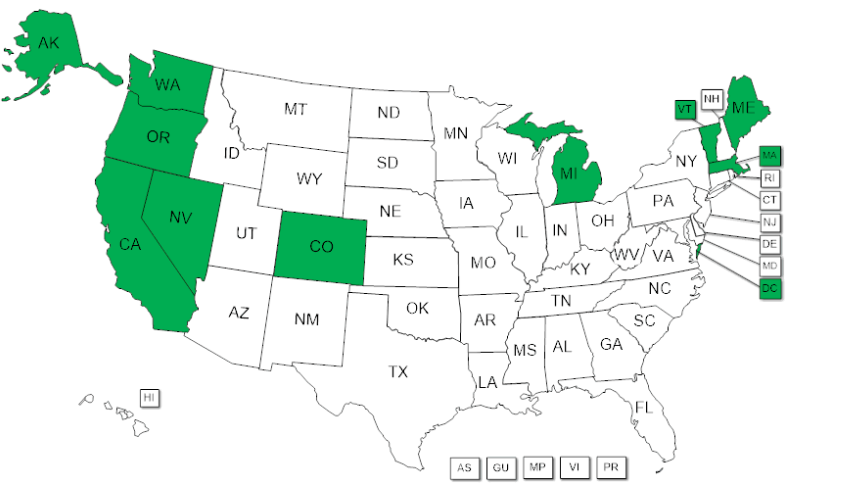 AK
WA
MT
ND
MN
VT
NH
ME
OR
ID
SD
WI
MI
NY
MA
RI
WY
NE
IA
PA
CT
NV
CA
UT
CO
KS
MO
IL
IN
OH
WV
VA
NJ
DE
MD
DC
KY
AZ
NM
OK
AR
TN
NC
SC
MS
AL
GA
TX
LA
FL
HI
AS
GU
MP
VI
PR